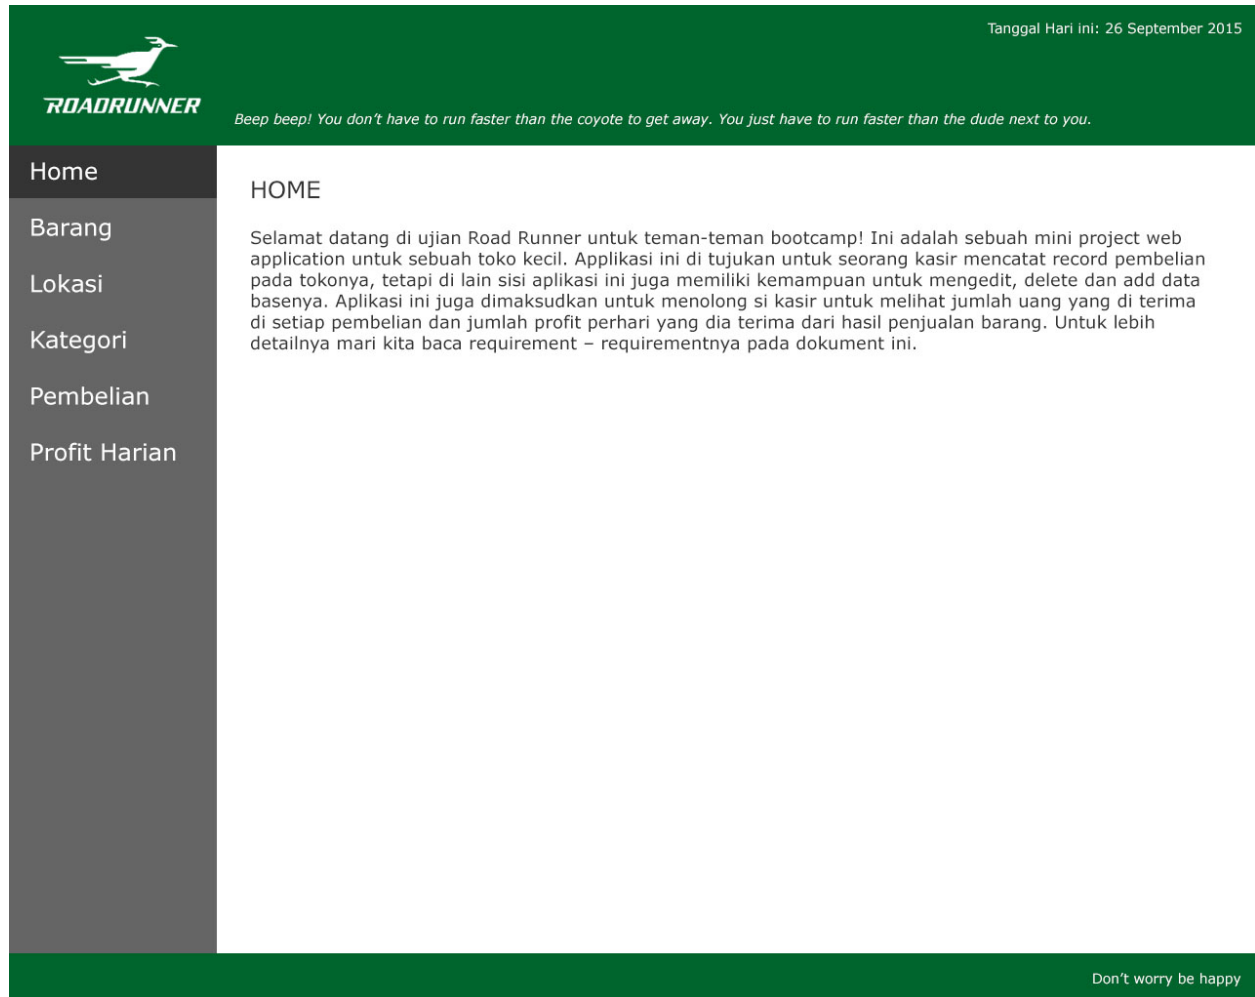 Tanggal Hari ini: 26 September 2015
ROADRUNNER
Beep beep! You don’t have to run faster than the coyote to get away. You just have to run faster than the dude next to you.
Home
Barang
Lokasi
Kategori
Pembelian
Profit Harian
HOME
Selamat datang di ujian Road Runner untuk teman-teman bootcamp! Ini adalah sebuah mini project web
application untuk sebuah toko kecil. Applikasi ini di tujukan untuk seorang kasir mencatat record pembelian
pada tokonya, tetapi di lain sisi aplikasi ini juga memiliki kemampuan untuk mengedit, delete dan add data
basenya. Aplikasi ini juga dimaksudkan untuk menolong si kasir untuk melihat jumlah uang yang di terima
di setiap pembelian dan jumlah profit perhari yang dia terima dari hasil penjualan barang. Untuk lebih
detailnya mari kita baca requirement – requirementnya pada dokument ini.
Don’t worry be happy